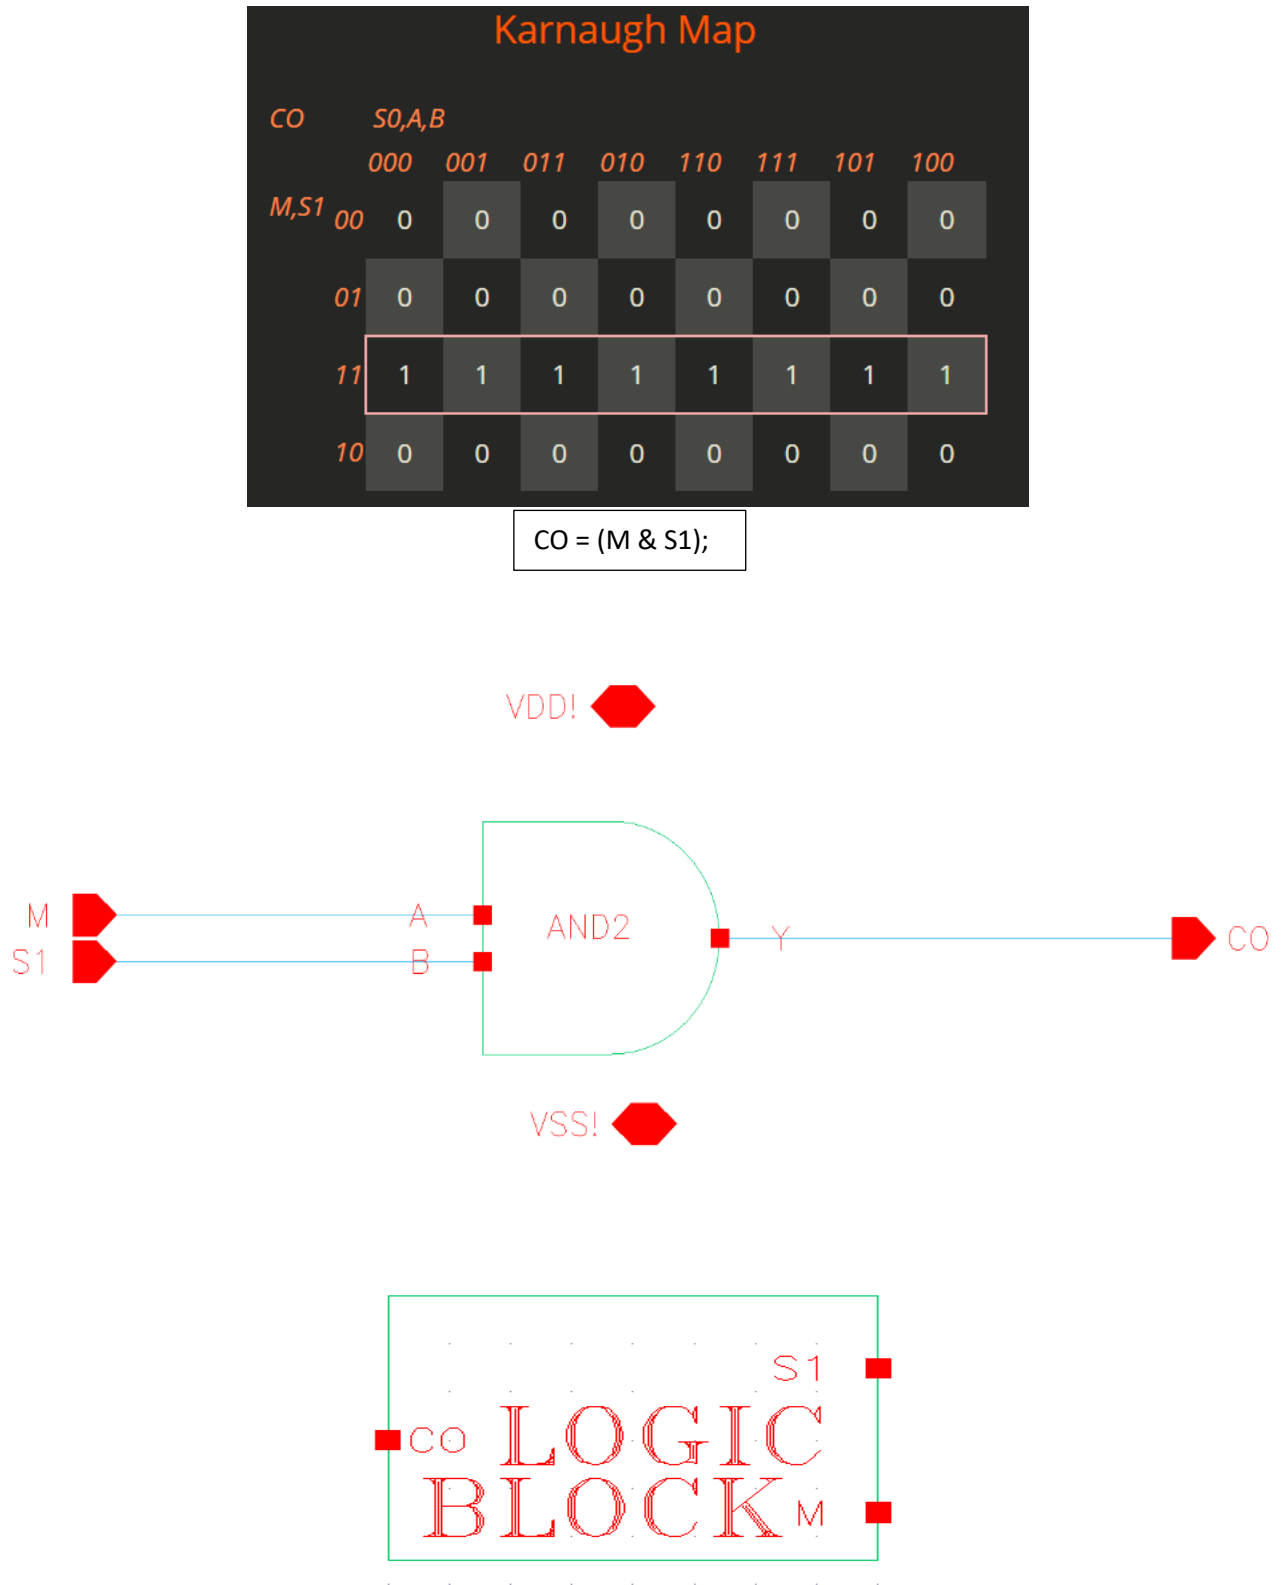 Karnaugh Map
CO S0,A,B
000 001 011 010 110 111 101 100
M,S1
00 0 0 0 0 0 0 0 0
01 0 0 0 0 0 0 0 0
11 1 1 1 1 1 1 1 1
10 0 0 0 0 0 0 0 0
CO = (M & S1);
VDD!
M A AND2 Y CO
S1 B
VSS!
S1
CO LOGIC
BLOCK M